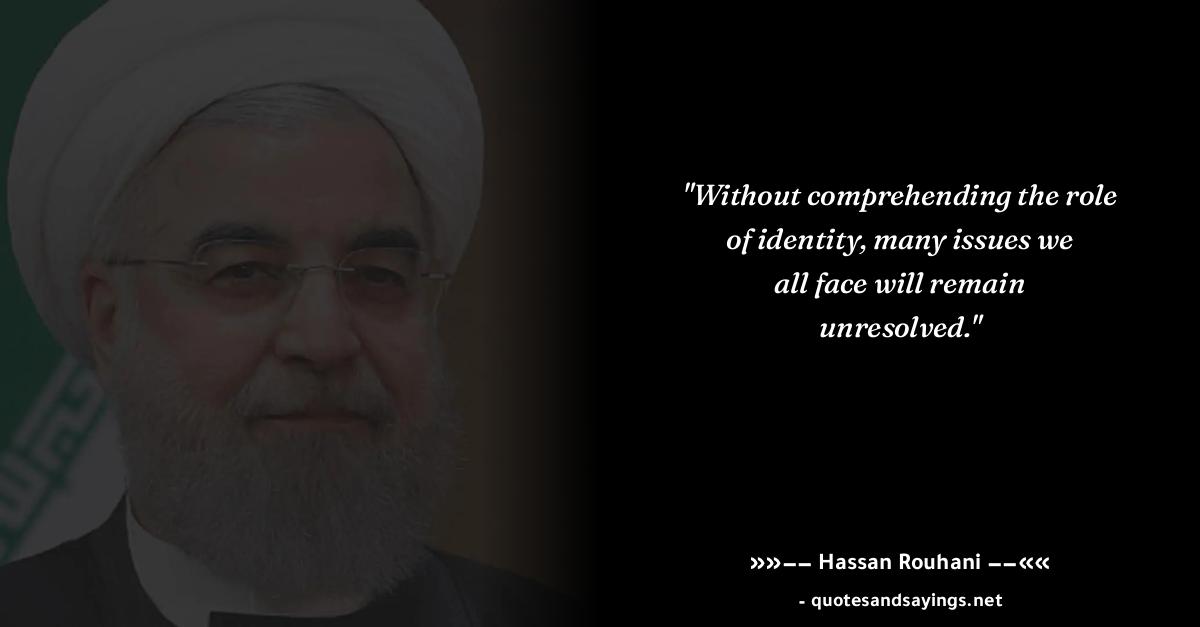 "Without comprehending the role
of identity, many issues we
all face will remain
unresolved."
»»–– Hassan Rouhani ––««
- quotesandsayings.net